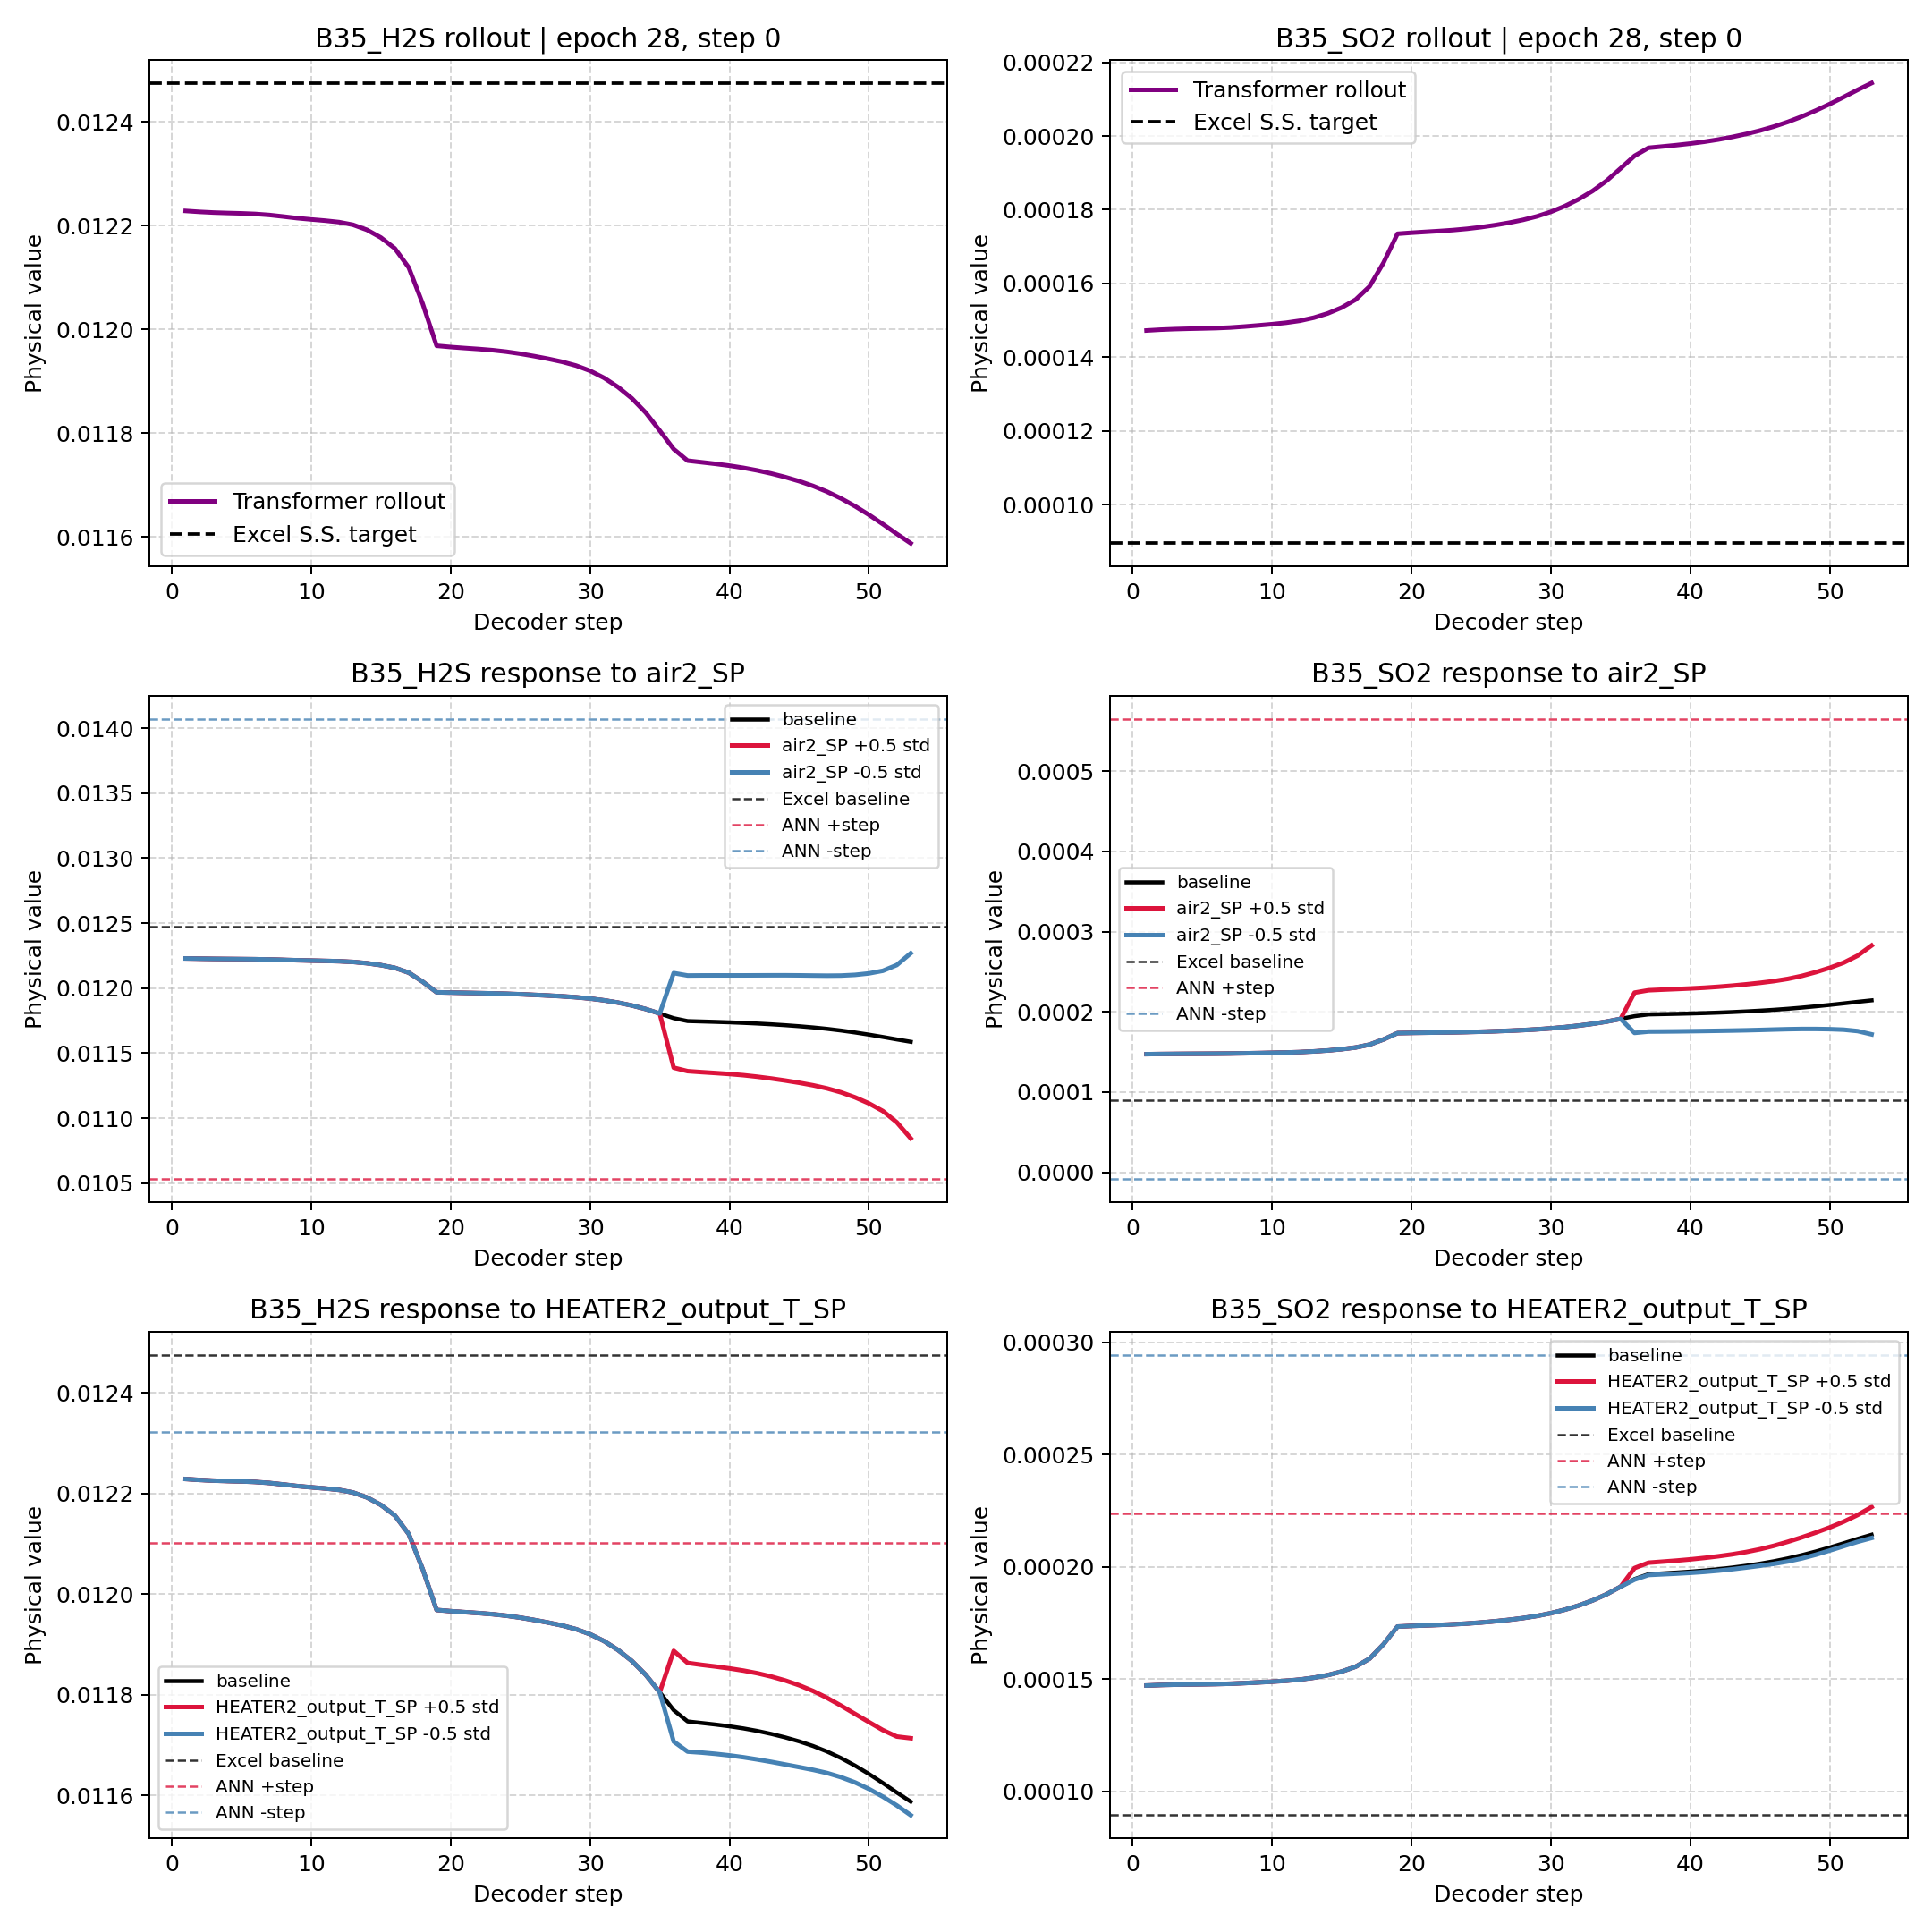 B35_H2S rollout | epoch 28, step 0
Physical value
0.0124
0.0122
0.0120
0.0118
0.0116
Transformer rollout
Excel S.S. target
0 10 20 30 40 50
Decoder step
B35_SO2 rollout | epoch 28, step 0
Physical value
0.00022
0.00020
0.00018
0.00016
0.00014
0.00012
0.00010
Transformer rollout
Excel S.S. target
0 10 20 30 40 50
Decoder step
B35_H2S response to air2_SP
Physical value
0.0140
0.0135
0.0130
0.0125
0.0120
0.0115
0.0110
0.0105
baseline
air2_SP +0.5 std
air2_SP -0.5 std
Excel baseline
ANN +step
ANN -step
0 10 20 30 40 50
Decoder step
B35_SO2 response to air2_SP
Physical value
0.0005
0.0004
0.0003
0.0002
0.0001
0.0000
baseline
air2_SP +0.5 std
air2_SP -0.5 std
Excel baseline
ANN +step
ANN -step
0 10 20 30 40 50
Decoder step
B35_H2S response to HEATER2_output_T_SP
Physical value
0.0124
0.0122
0.0120
0.0118
0.0116
baseline
HEATER2_output_T_SP +0.5 std
HEATER2_output_T_SP -0.5 std
Excel baseline
ANN +step
ANN -step
0 10 20 30 40 50
Decoder step
B35_SO2 response to HEATER2_output_T_SP
Physical value
0.00030
0.00025
0.00020
0.00015
0.00010
baseline
HEATER2_output_T_SP +0.5 std
HEATER2_output_T_SP -0.5 std
Excel baseline
ANN +step
ANN -step
0 10 20 30 40 50
Decoder step